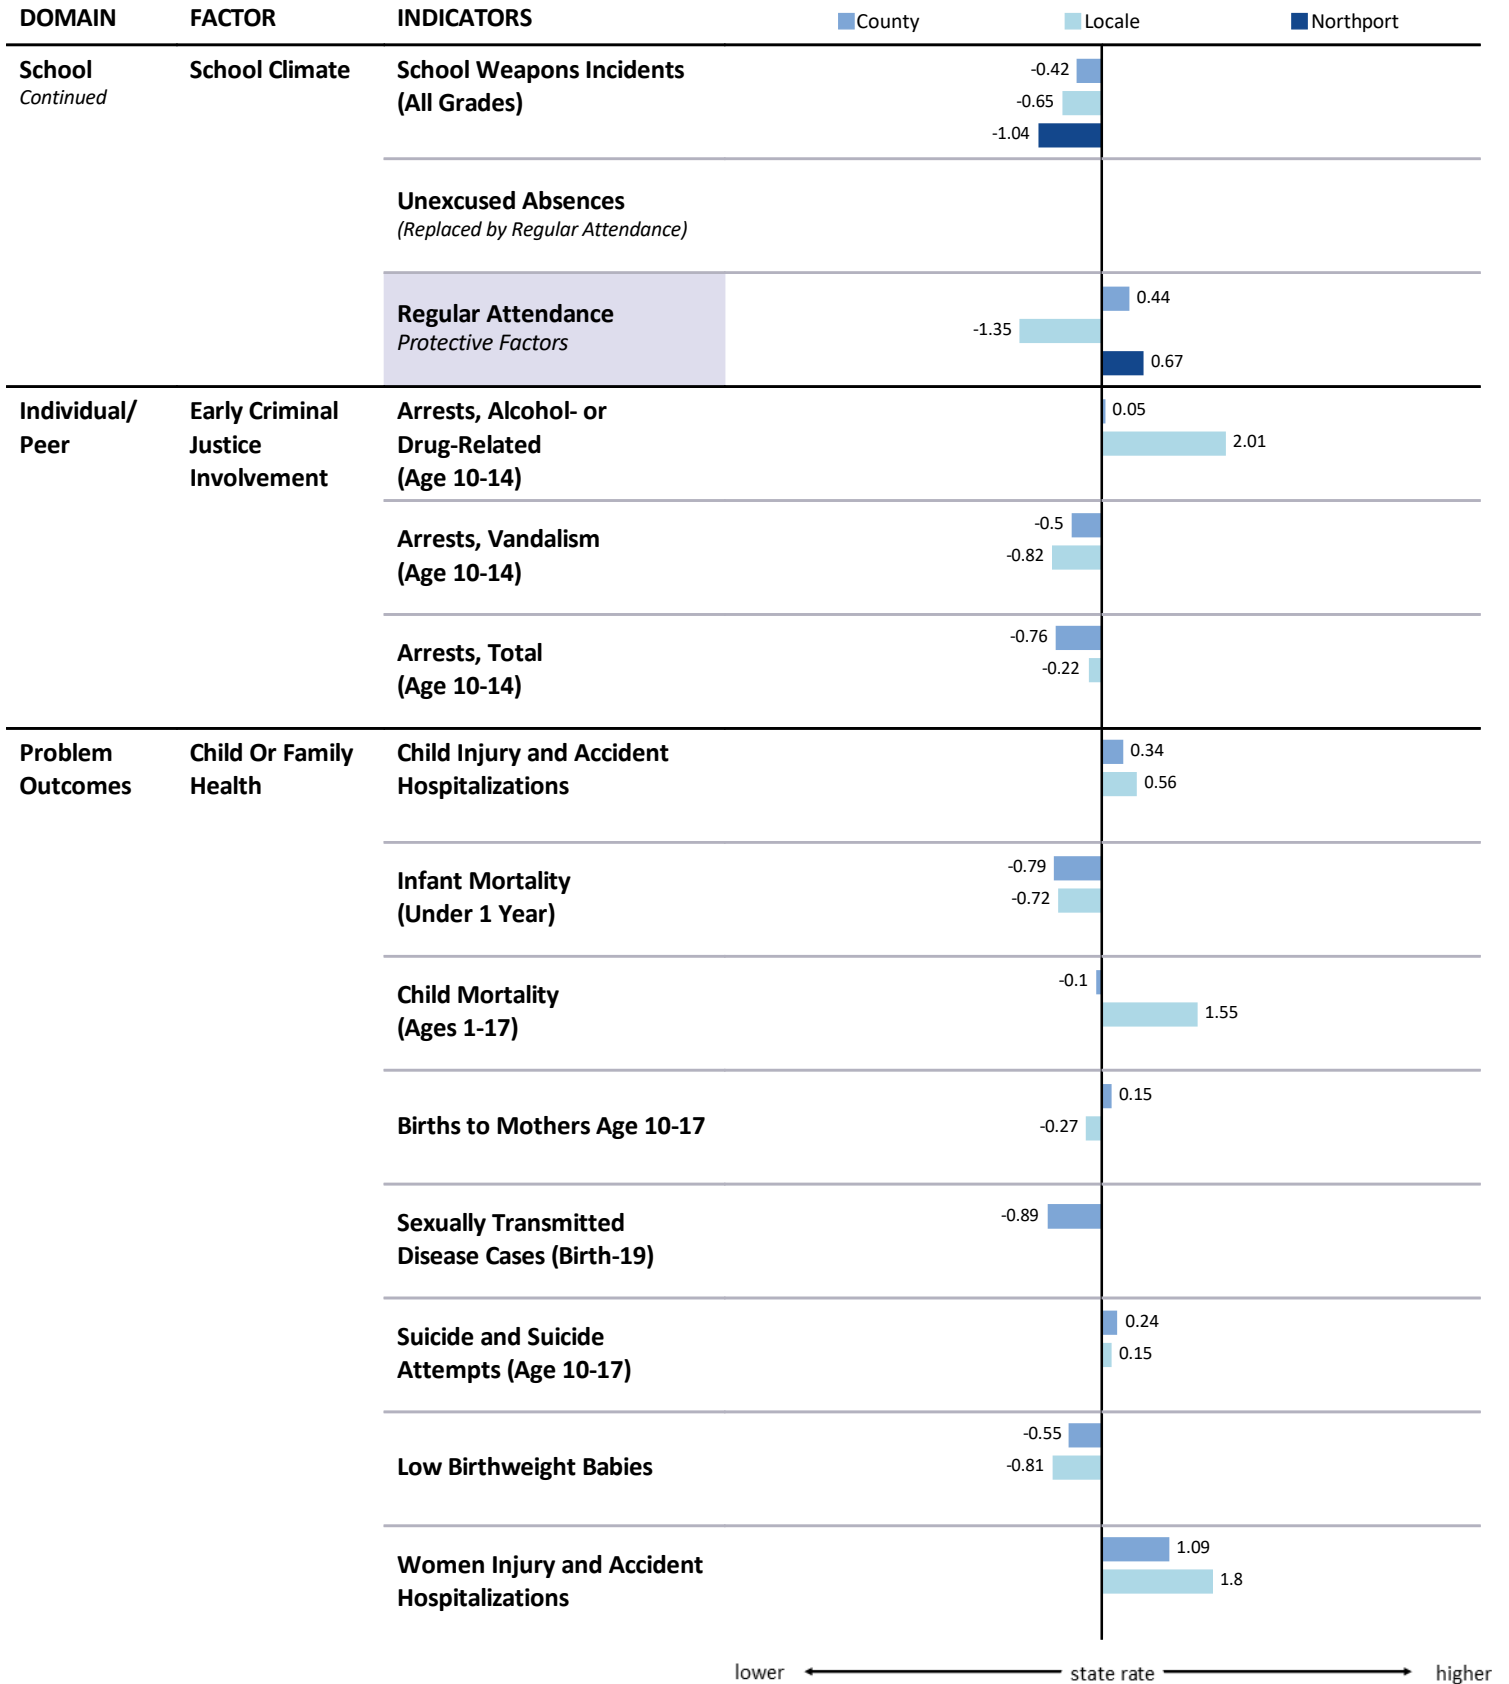 DOMAIN FACTOR INDICATORS County Locale Northport
School School Climate School Weapons Incidents -0.42
Continued (All Grades) -0.65
-1.04
Unexcused Absences
(Replaced by Regular Attendance)
Regular Attendance 0.44
Protective Factors -1.35
0.67
Individual/ Early Criminal Arrests, Alcohol- or 0.05
Peer Justice Drug-Related 2.01
Involvement (Age 10-14)
Arrests, Vandalism -0.5
(Age 10-14) -0.82
Arrests, Total -0.76
(Age 10-14) -0.22
Problem Child Or Family Child Injury and Accident 0.34
Outcomes Health Hospitalizations 0.56
Infant Mortality -0.79
(Under 1 Year) -0.72
Child Mortality -0.1
(Ages 1-17) 1.55
0.15
Births to Mothers Age 10-17 -0.27
Sexually Transmitted -0.89
Disease Cases (Birth-19)
Suicide and Suicide 0.24
Attempts (Age 10-17) 0.15
-0.55
Low Birthweight Babies -0.81
Women Injury and Accident 1.09
Hospitalizations 1.8
lower state rate higher